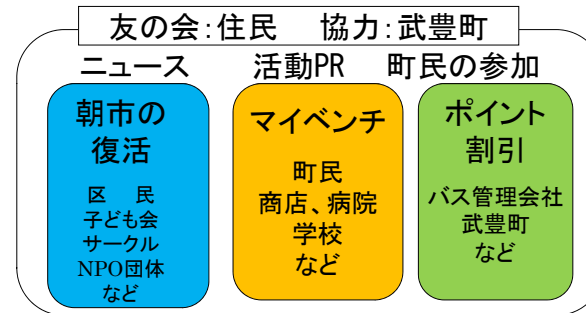 友の会:住民　協力:武豊町
ニュース　活動PR　町民の参加
朝市の
復活
区　民
子ども会
サークル
NPO団体
など
マイベンチ
町民
商店、病院
学校
など
ポイント
割引
バス管理会社
武豊町
など